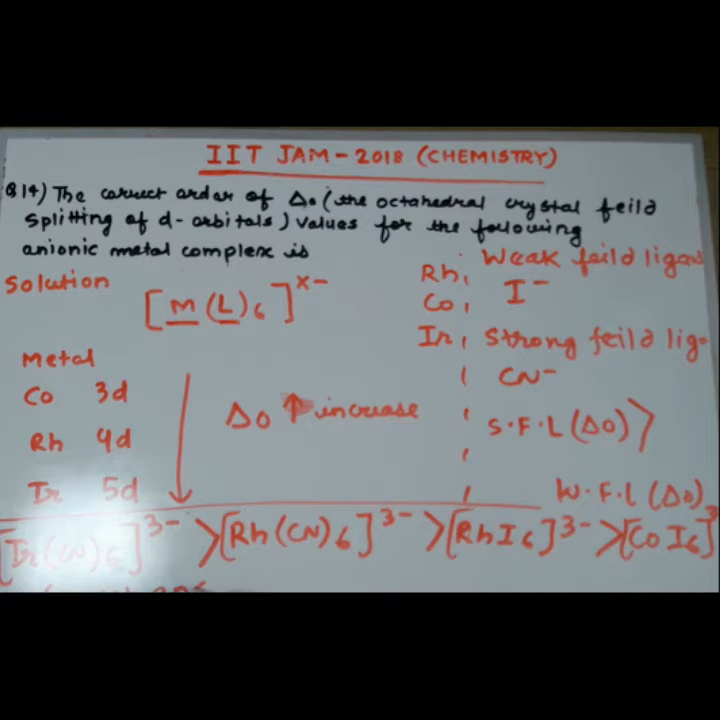 IIT JAM-2018 (CHEMISTRY)
Q14) The correct order of Δo (the octahedral crystal feild
splitting of d-orbitals) values for the following
anionic metal complex is
Solution
[M(L)6]x-
Metal
Co 3d
Rh 4d
Ir 5d
Δo ↑ increase
Rh, Weak feild ligand
Co, I-
Ir, Strong feild lig
CN-
S.F.L(Δo) >
W.F.L(Δo)
[Ir(CN)6]3- > [Rh(CN)6]3- > [RhI6]3- > [CoI6]3